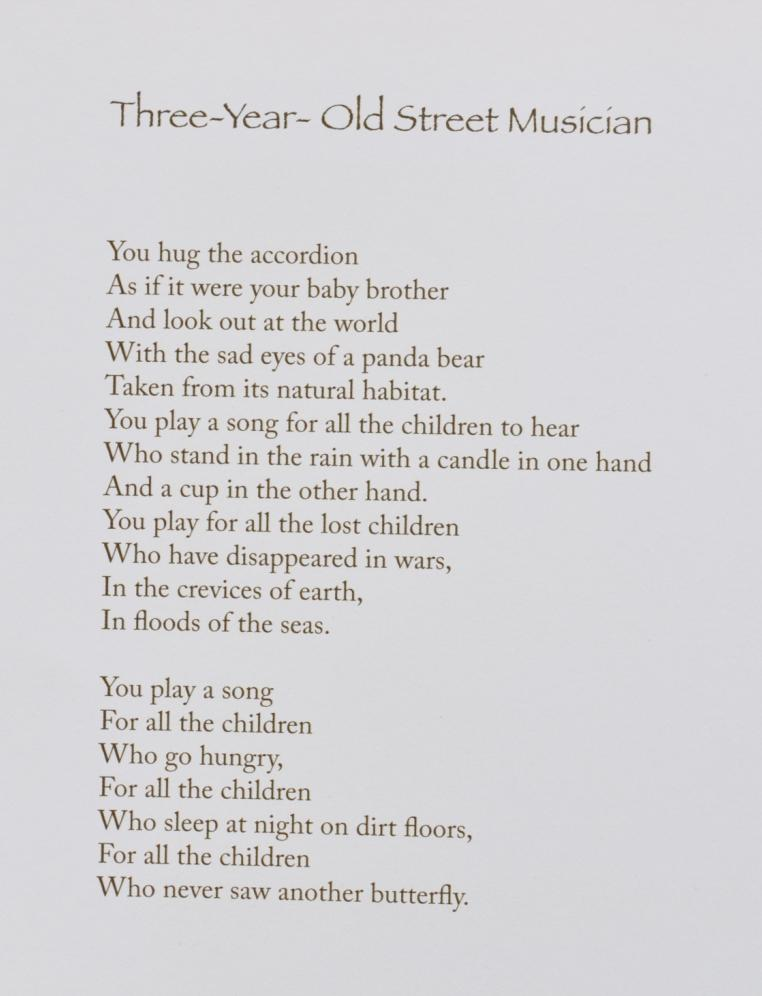 Three-Year- Old Street Musician
You hug the accordion
As if it were your baby brother
And look out at the world
With the sad eyes of a panda bear
Taken from its natural habitat.
You play a song for all the children to hear
Who stand in the rain with a candle in one hand
And a cup in the other hand.
You play for all the lost children
Who have disappeared in wars,
In the crevices of earth,
In floods of the seas.
You play a song
For all the children
Who go hungry,
For all the children
Who sleep at night on dirt floors,
For all the children
Who never saw another butterfly.